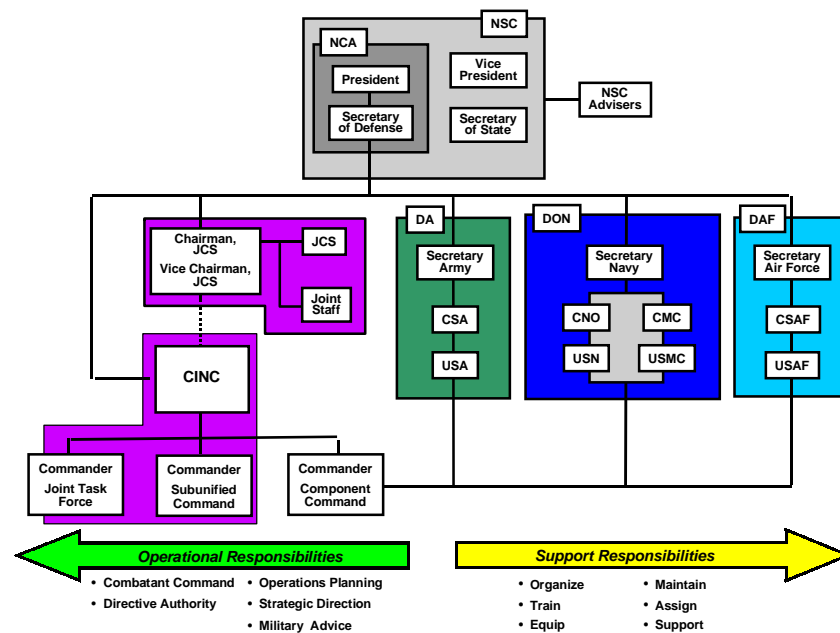 NSC
NCA
President
Secretary
of Defense
Vice
President
Secretary
of State
NSC
Advisers
Chairman,
JCS
Vice Chairman,
JCS
JCS
Joint
Staff
CINC
Commander
Joint Task
Force
Commander
Subunified
Command
Commander
Component
Command
DA
Secretary
Army
CSA
USA
DON
Secretary
Navy
CNO
CMC
USN
USMC
DAF
Secretary
Air Force
CSAF
USAF
Operational Responsibilities
• Combatant Command
• Directive Authority
• Operations Planning
• Strategic Direction
• Military Advice
Support Responsibilities
• Organize
• Train
• Equip
• Maintain
• Assign
• Support